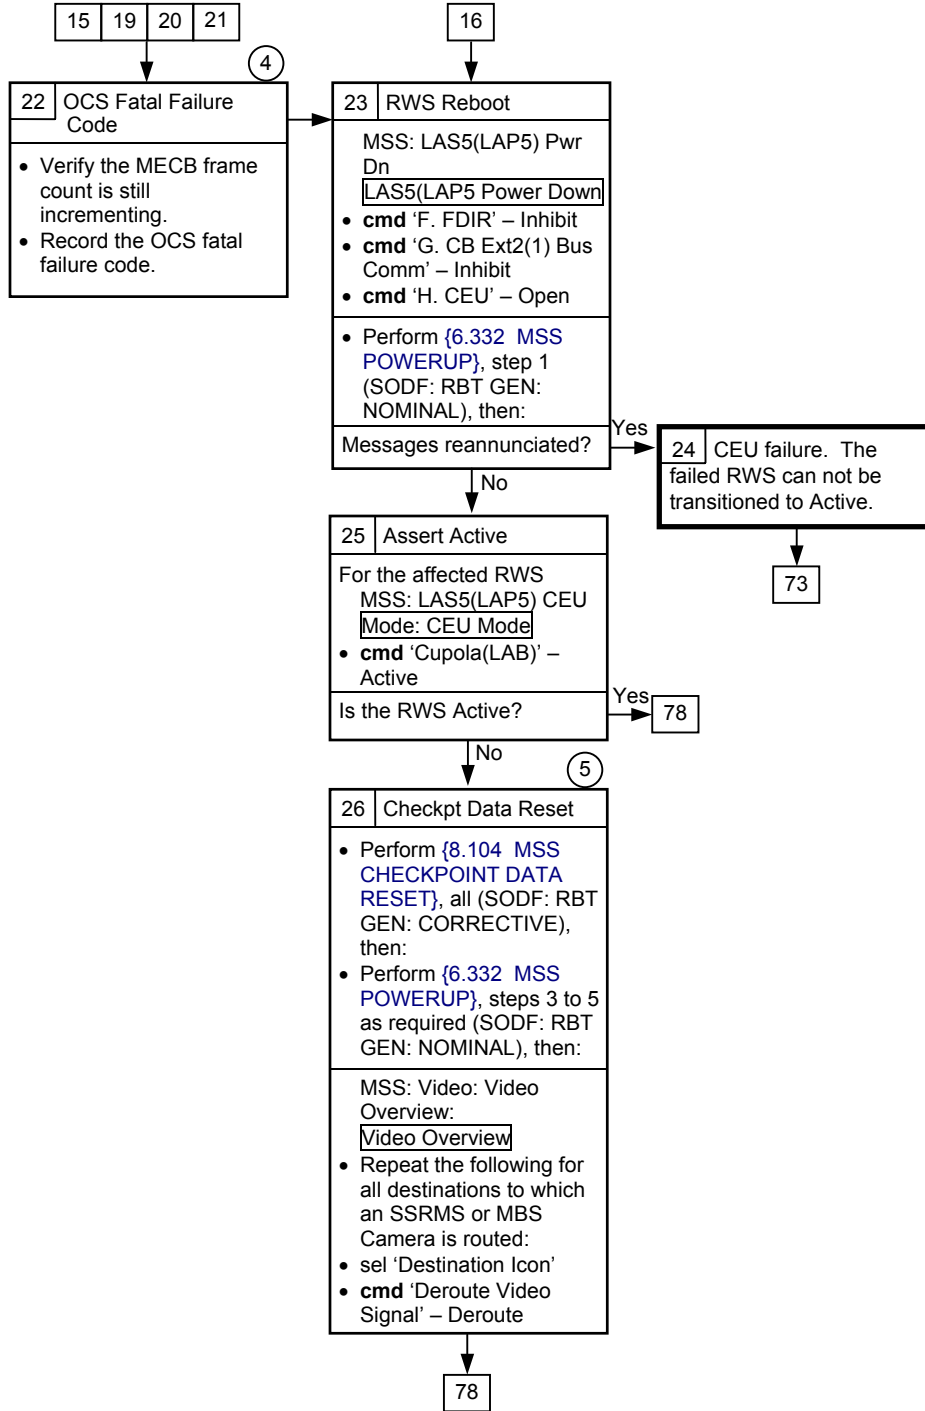 15 19 20 21
4
22 OCS Fatal Failure
Code
• Verify the MECB frame
count is still
incrementing.
• Record the OCS fatal
failure code.
16
23 RWS Reboot
MSS: LAS5(LAP5) Pwr
Dn
LAS5(LAP5 Power Down
• cmd 'F. FDIR' – Inhibit
• cmd 'G. CB Ext2(1) Bus
Comm' – Inhibit
• cmd 'H. CEU' – Open
• Perform {6.332 MSS
POWERUP}, step 1
(SODF: RBT GEN:
NOMINAL), then:
Messages reannunciated?
Yes
24 CEU failure. The
failed RWS can not be
transitioned to Active.
73
No
25 Assert Active
For the affected RWS
MSS: LAS5(LAP5) CEU
Mode: CEU Mode
• cmd 'Cupola(LAB)' –
Active
Is the RWS Active?
Yes
78
No
5
26 Checkpt Data Reset
• Perform {8.104 MSS
CHECKPOINT DATA
RESET}, all (SODF: RBT
GEN: CORRECTIVE),
then:
• Perform {6.332 MSS
POWERUP}, steps 3 to 5
as required (SODF: RBT
GEN: NOMINAL), then:
MSS: Video: Video
Overview:
Video Overview
• Repeat the following for
all destinations to which
an SSRMS or MBS
Camera is routed:
• sel 'Destination Icon'
• cmd 'Deroute Video
Signal' – Deroute
78